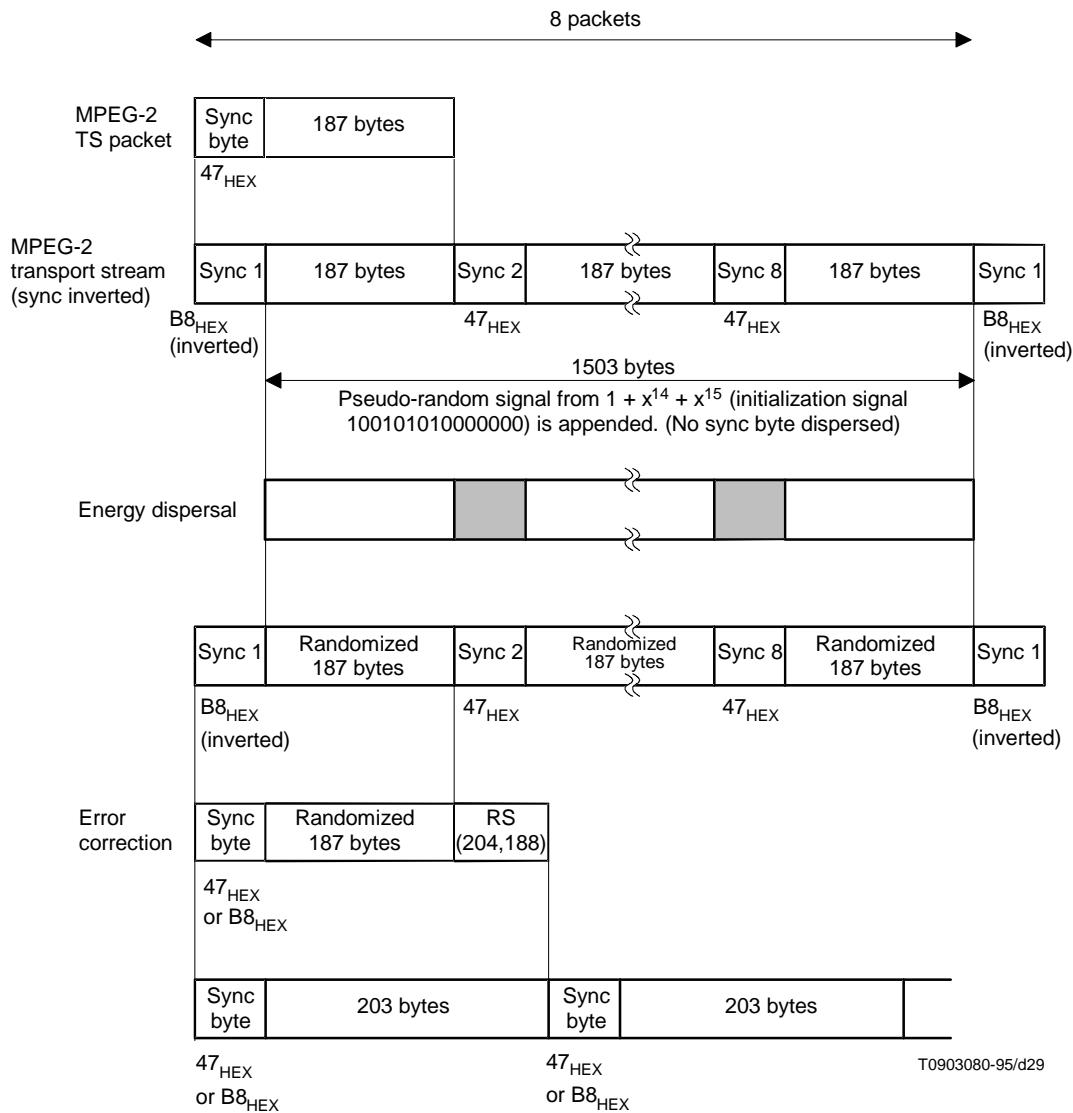 8 packets
MPEG-2
TS packet
Sync
byte
187 bytes
47HEX
MPEG-2
transport stream
(sync inverted)
Sync 1
187 bytes
Sync 2
187 bytes
Sync 8
187 bytes
Sync 1
B8HEX
(inverted)
47HEX
47HEX
B8HEX
(inverted)
1503 bytes
Pseudo-random signal from 1 + x^14 + x^15 (initialization signal
100101010000000) is appended. (No sync byte dispersed)
Energy dispersal
Sync 1
Randomized
187 bytes
Sync 2
Randomized
187 bytes
Sync 8
Randomized
187 bytes
Sync 1
B8HEX
(inverted)
47HEX
47HEX
B8HEX
(inverted)
Error
correction
Sync
byte
Randomized
187 bytes
RS
(204,188)
47HEX
or B8HEX
Sync
byte
203 bytes
Sync
byte
203 bytes
47HEX
or B8HEX
47HEX
or B8HEX
T0903080-95/d29